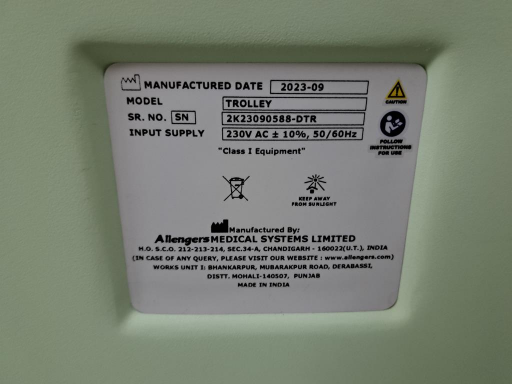 MANUFACTURED DATE 2023-09
MODEL TROLLEY
SR. NO. SN 2K23090588-DTR
INPUT SUPPLY 230V AC ± 10%, 50/60Hz
CAUTION
FOLLOW
INSTRUCTIONS
FOR USE
"Class I Equipment"
KEEP AWAY
FROM SUNLIGHT
Manufactured By:
Allengers MEDICAL SYSTEMS LIMITED
H.O. S.C.O. 212-213-214, SEC.34-A, CHANDIGARH - 160022(U.T.), INDIA
(IN CASE OF ANY QUERY, PLEASE VISIT OUR WEBSITE : www.allengers.com)
WORKS UNIT I: BHANKARPUR, MUBARAKPUR ROAD, DERABASSI,
DISTT. MOHALI-140507, PUNJAB
MADE IN INDIA